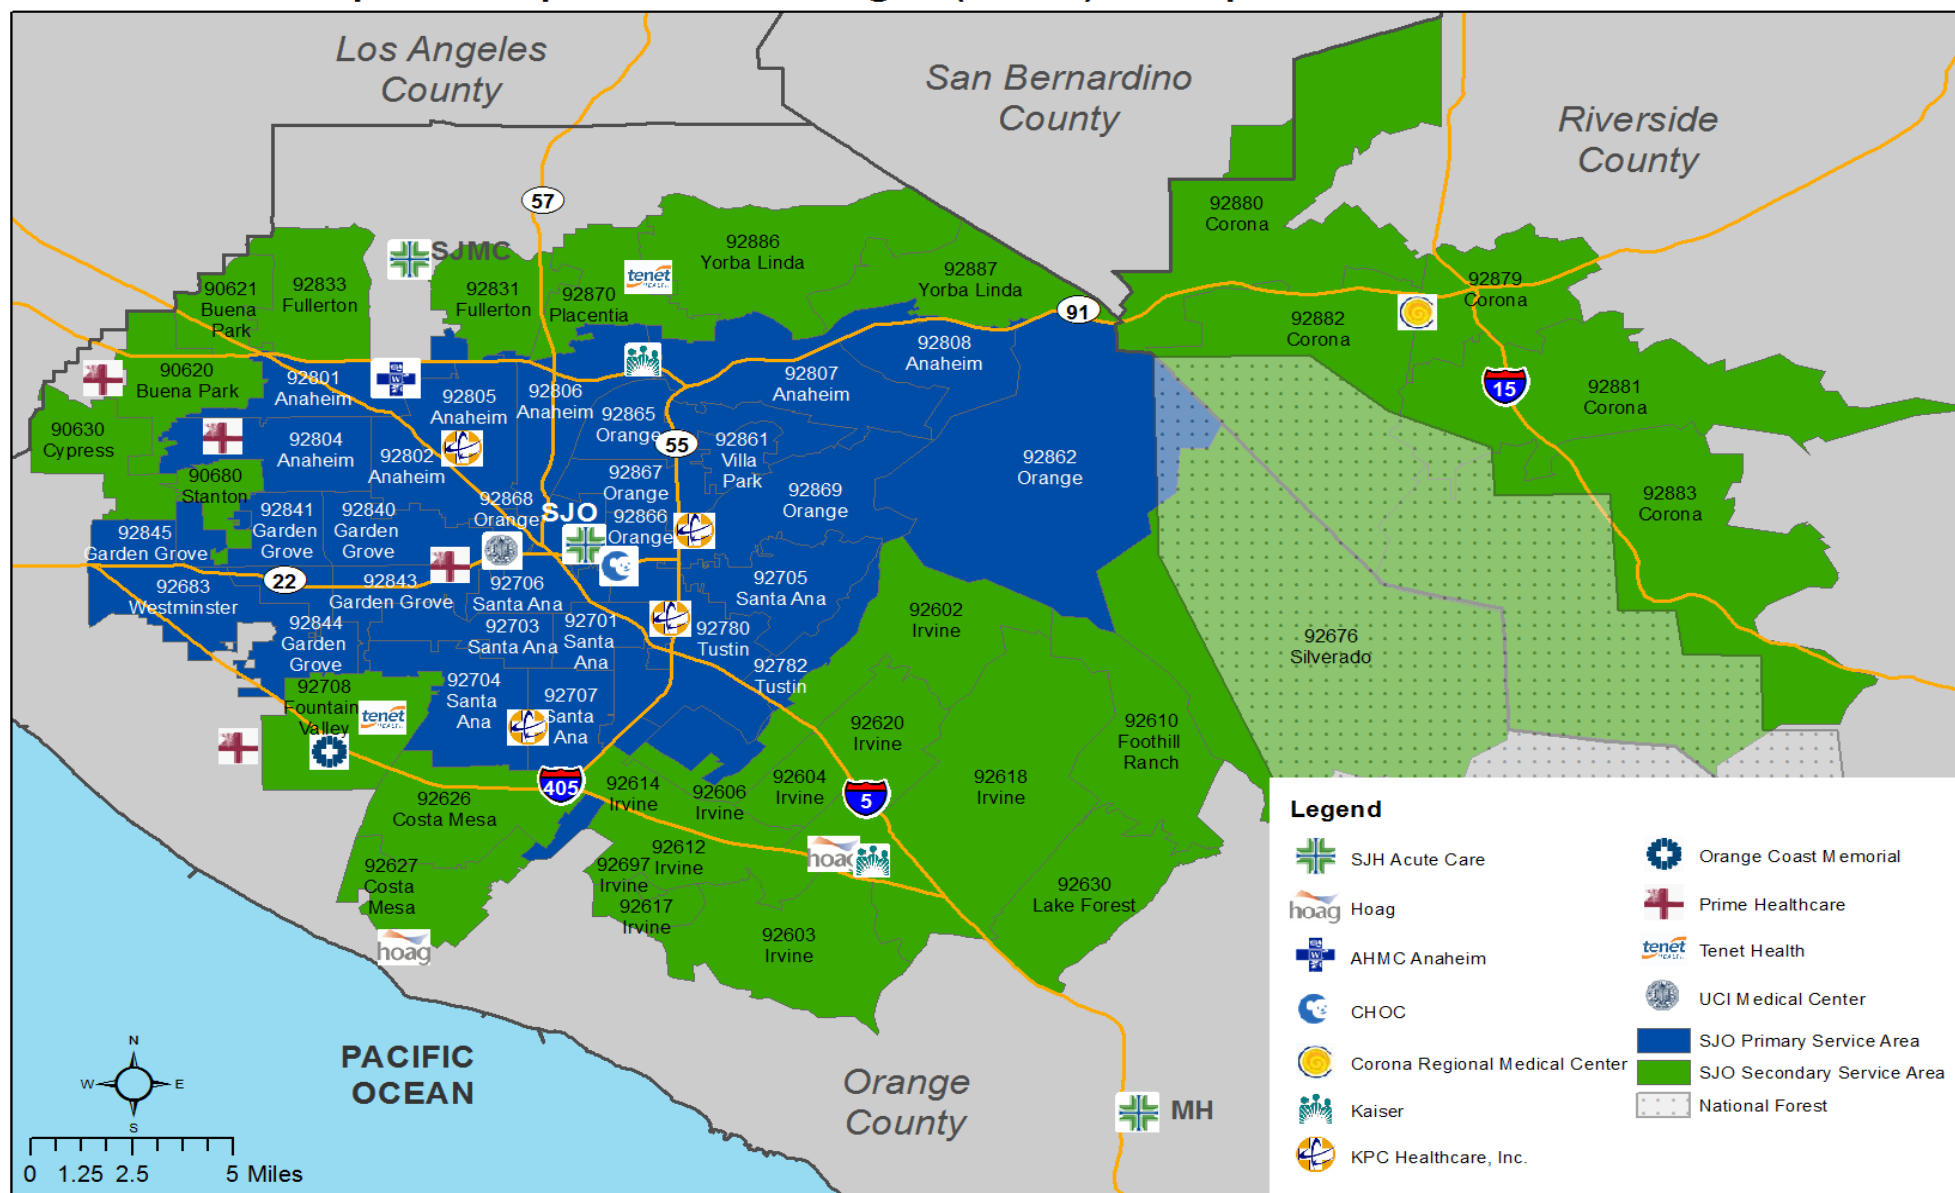 Los Angeles
County
San Bernardino
County
Riverside
County
57
SJMC
92880
Corona
92886
Yorba Linda
92887
Yorba Linda
90621
Buena
Park
92833
Fullerton
92831
Fullerton
92870
Placentia
tenet
HEALTH
92879
Corona
91
92882
Corona
90620
Buena Park
92801
Anaheim
W
92805
Anaheim
92806
Anaheim
92807
Anaheim
92808
Anaheim
15
92881
Corona
90630
Cypress
92804
Anaheim
92802
Anaheim
92865
Orange
55
92861
Villa
Park
92862
Orange
90680
Stanton
92867
Orange
92869
Orange
92883
Corona
92868
Orange
SJO
92866
Orange
92841
Garden
Grove
92840
Garden
Grove
92845
Garden Grove
22
92683
Westminster
92843
Garden Grove
92706
Santa Ana
92705
Santa Ana
92602
Irvine
92844
Garden
Grove
92703
Santa Ana
92701
Santa
Ana
92780
Tustin
92782
Tustin
92676
Silverado
92708
Fountain
Valley
tenet
HEALTH
92704
Santa
Ana
92707
Santa
Ana
92620
Irvine
92610
Foothill
Ranch
405
92614
Irvine
92606
Irvine
92604
Irvine
5
92618
Irvine
92626
Costa Mesa
92627
Costa
Mesa
92612
Irvine
92697
Irvine
92617
Irvine
hoag
92630
Lake Forest
92603
Irvine
hoag
PACIFIC
OCEAN
Orange
County
MH
N
W
E
S
0 1.25 2.5 5 Miles
Legend
SJH Acute Care
hoag Hoag
W AHMC Anaheim
CHOC
Corona Regional Medical Center
Kaiser
KPC Healthcare, Inc.
Orange Coast Memorial
Prime Healthcare
tenet HEALTH Tenet Health
UCI Medical Center
SJO Primary Service Area
SJO Secondary Service Area
National Forest